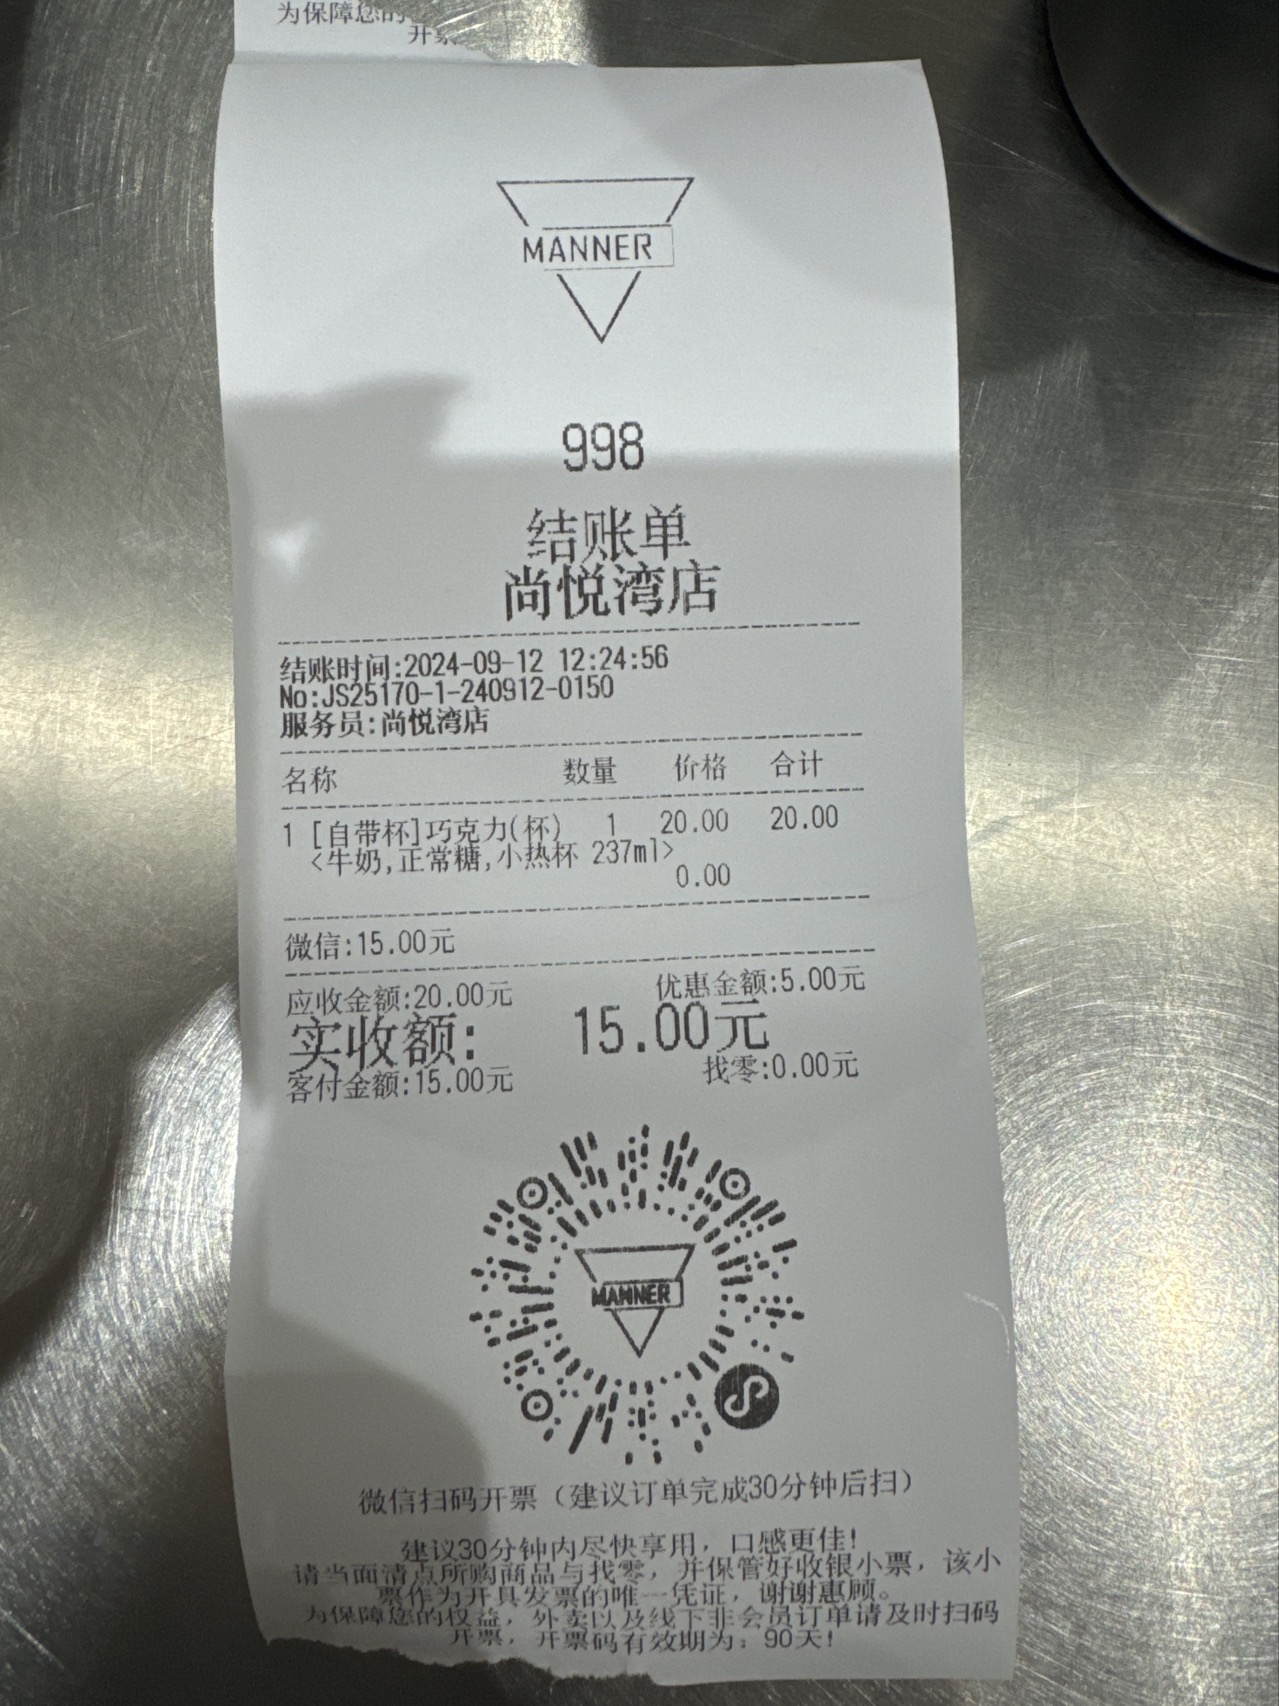 为保障您的
开票
MANNER
998
结账单
尚悦湾店
结账时间:2024-09-12 12:24:56
No:JS25170-1-240912-0150
服务员:尚悦湾店
名称 数量 价格 合计
1 [自带杯]巧克力(杯) 1 20.00 20.00
<牛奶,正常糖,小热杯 237ml>
0.00
微信:15.00元
应收金额:20.00元 优惠金额:5.00元
实收额: 15.00元
客付金额:15.00元 找零:0.00元
MANNER
微信扫码开票（建议订单完成30分钟后扫）
建议30分钟内尽快享用，口感更佳!
请当面清点所购商品与找零，并保管好收银小票，该小
票作为开具发票的唯一凭证，谢谢惠顾。
为保障您的权益，外卖以及线下非会员订单请及时扫码
开票，开票码有效期为：90天!